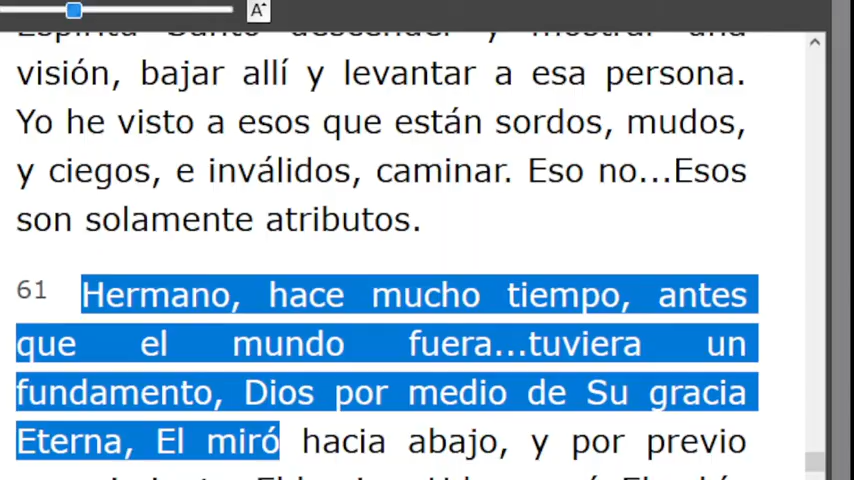 visión, bajar allí y levantar a esa persona.
Yo he visto a esos que están sordos, mudos,
y ciegos, e inválidos, caminar. Eso no...Esos
son solamente atributos.
61 Hermano, hace mucho tiempo, antes
que el mundo fuera...tuviera un
fundamento, Dios por medio de Su gracia
Eterna, El miró hacia abajo, y por previo